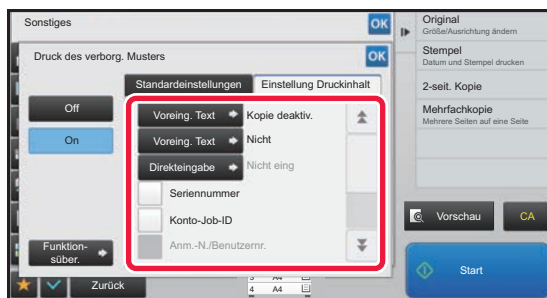 Sonstiges
OK
Druck des verborg. Musters
OK
Standardeinstellungen
Einstellung Druckinhalt
Off
On
Voreing. Text
Kopie deaktiv.
Voreing. Text
Nicht
Direkteingabe
Nicht eing
Seriennummer
Konto-Job-ID
Anm.-N./Benutzernr.
Funktion-
süber.
Zurück
3 A4
4 A4
Original
Größe/Ausrichtung ändern
Stempel
Datum und Stempel drucken
2-seit. Kopie
Mehrfachkopie
Mehrere Seiten auf eine Seite
Vorschau
CA
Start